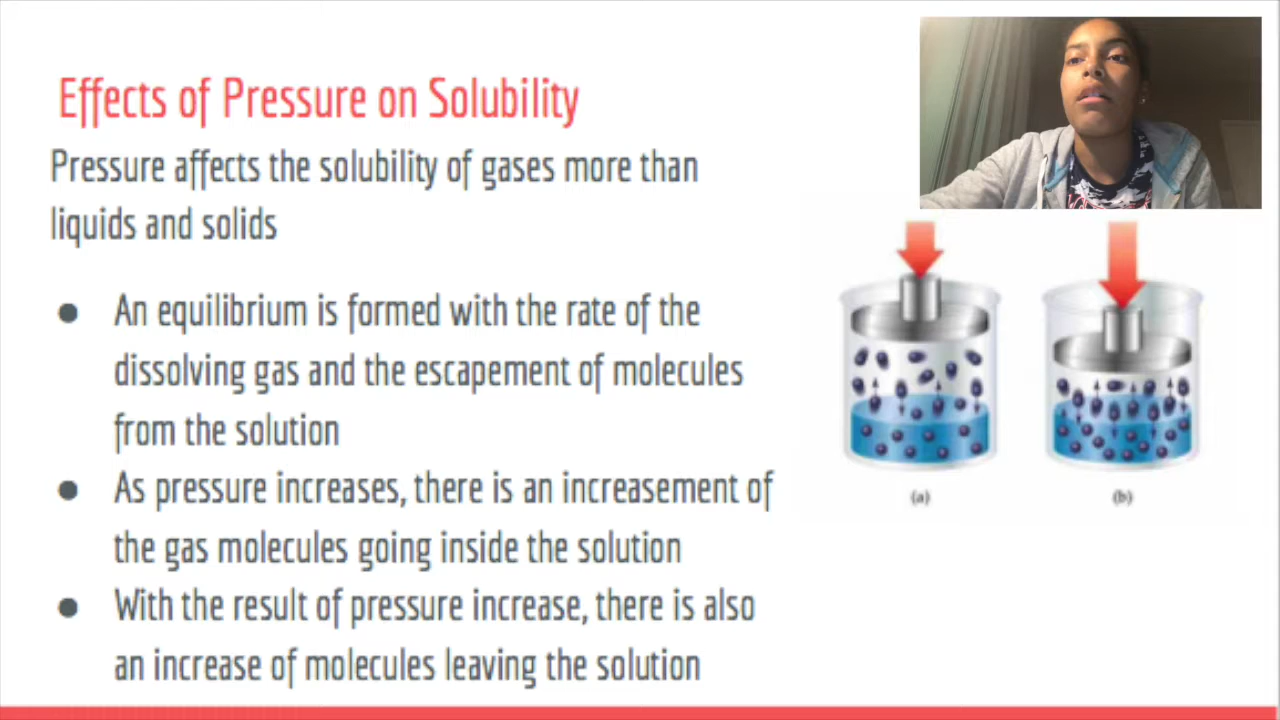 Effects of Pressure on Solubility
Pressure affects the solubility of gases more than
liquids and solids
● An equilibrium is formed with the rate of the
dissolving gas and the escapement of molecules
from the solution
● As pressure increases, there is an increasement of
the gas molecules going inside the solution
● With the result of pressure increase, there is also
an increase of molecules leaving the solution
(a)
(b)